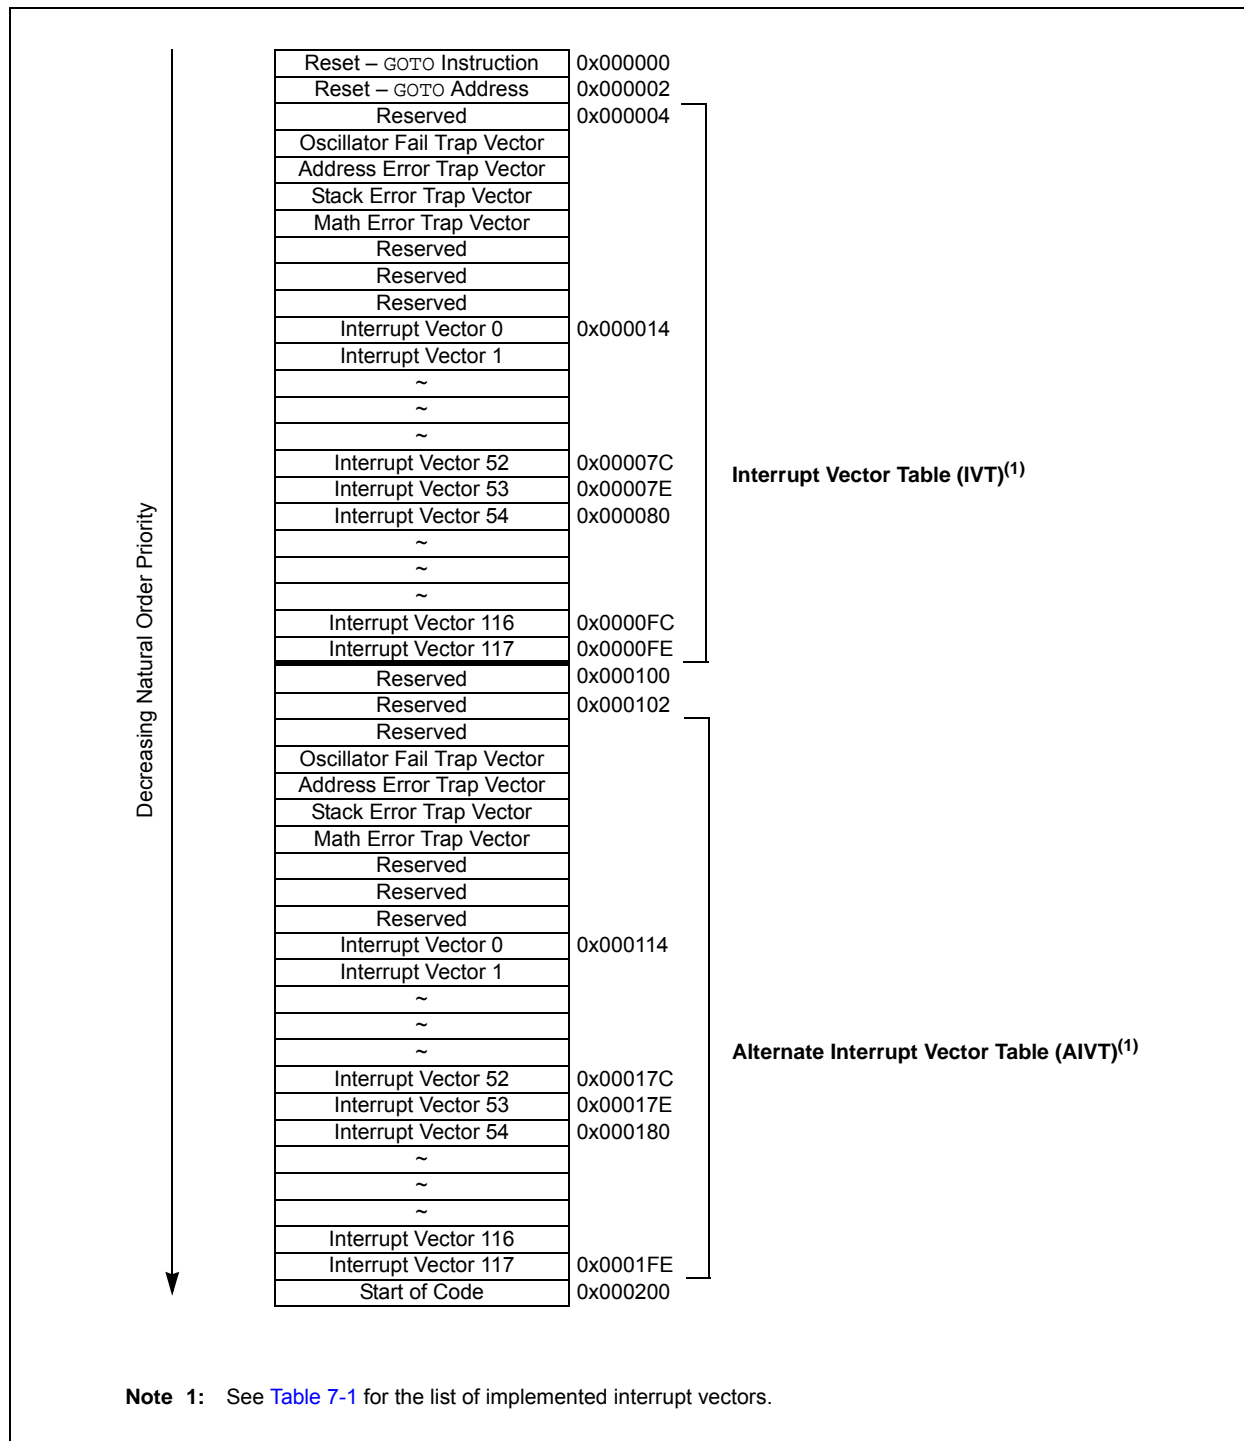 Decreasing Natural Order Priority
Reset – GOTO Instruction 0x000000
Reset – GOTO Address 0x000002
Reserved 0x000004
Oscillator Fail Trap Vector
Address Error Trap Vector
Stack Error Trap Vector
Math Error Trap Vector
Reserved
Reserved
Reserved
Interrupt Vector 0 0x000014
Interrupt Vector 1
~
~
~
Interrupt Vector 52 0x00007C
Interrupt Vector Table (IVT)(1)
Interrupt Vector 53 0x00007E
Interrupt Vector 54 0x000080
~
~
~
Interrupt Vector 116 0x0000FC
Interrupt Vector 117 0x0000FE
Reserved 0x000100
Reserved 0x000102
Reserved
Oscillator Fail Trap Vector
Address Error Trap Vector
Stack Error Trap Vector
Math Error Trap Vector
Reserved
Reserved
Reserved
Interrupt Vector 0 0x000114
Interrupt Vector 1
~
~
~
Alternate Interrupt Vector Table (AIVT)(1)
Interrupt Vector 52 0x00017C
Interrupt Vector 53 0x00017E
Interrupt Vector 54 0x000180
~
~
~
Interrupt Vector 116
Interrupt Vector 117 0x0001FE
Start of Code 0x000200
Note 1: See Table 7-1 for the list of implemented interrupt vectors.